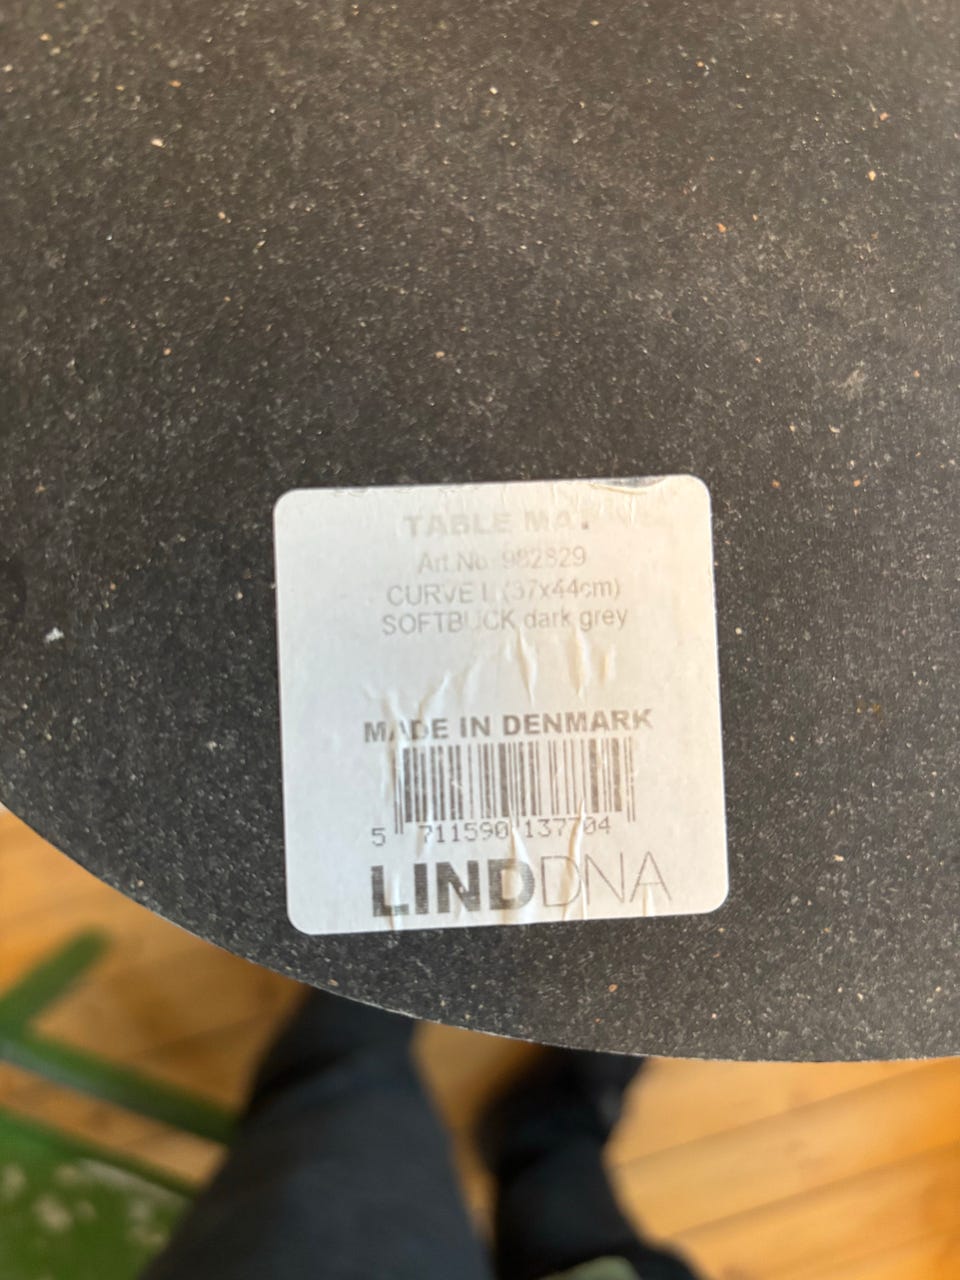 TABLE MAT
Art.No. 982829
CURVE L (37x44cm)
SOFTBUCK dark grey
MADE IN DENMARK
5 711590 137704
LINDDNA